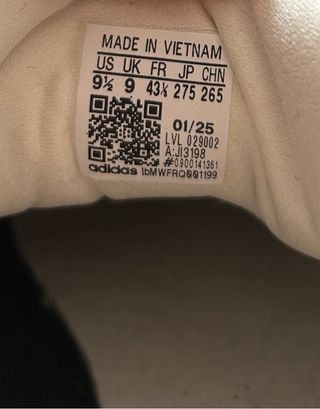 MADE IN VIETNAM
US UK FR JP CHN
9½ 9 43⅓ 275 265
01/25
LVL 029002
A:JI3198
#0900141361
adidas lbMWFRQ001199